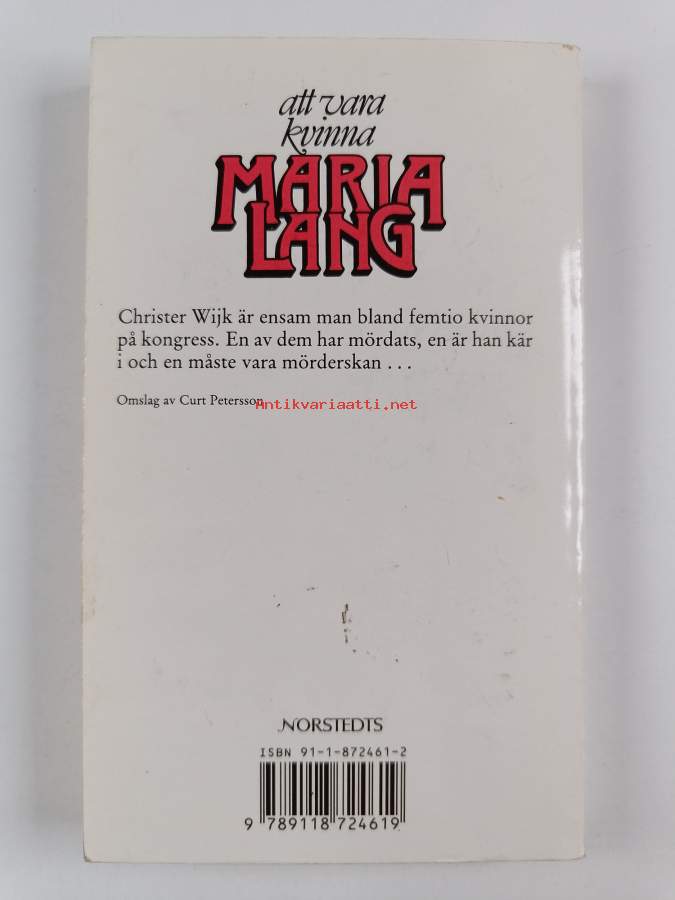 att vara
kvinna
MARIA
LANG
Christer Wijk är ensam man bland femtio kvinnor
på kongress. En av dem har mördats, en är han kär
i och en måste vara mörderskan . . .
Omslag av Curt Petersson
Antikvariaatti.net
NORSTEDTS
ISBN 91-1-872461-2
9 789118 724619